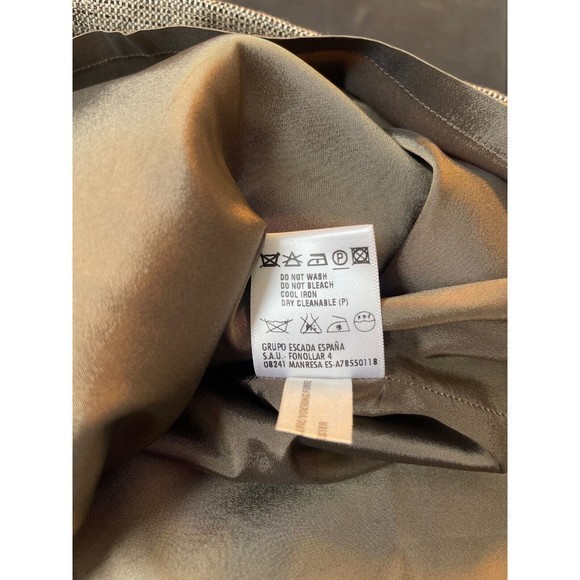 P
DO NOT WASH
DO NOT BLEACH
COOL IRON
DRY CLEANABLE (P)
GRUPO ESCADA ESPAÑA
S.A.U.- FONOLLAR 4
08241 MANRESA ES-A78550118